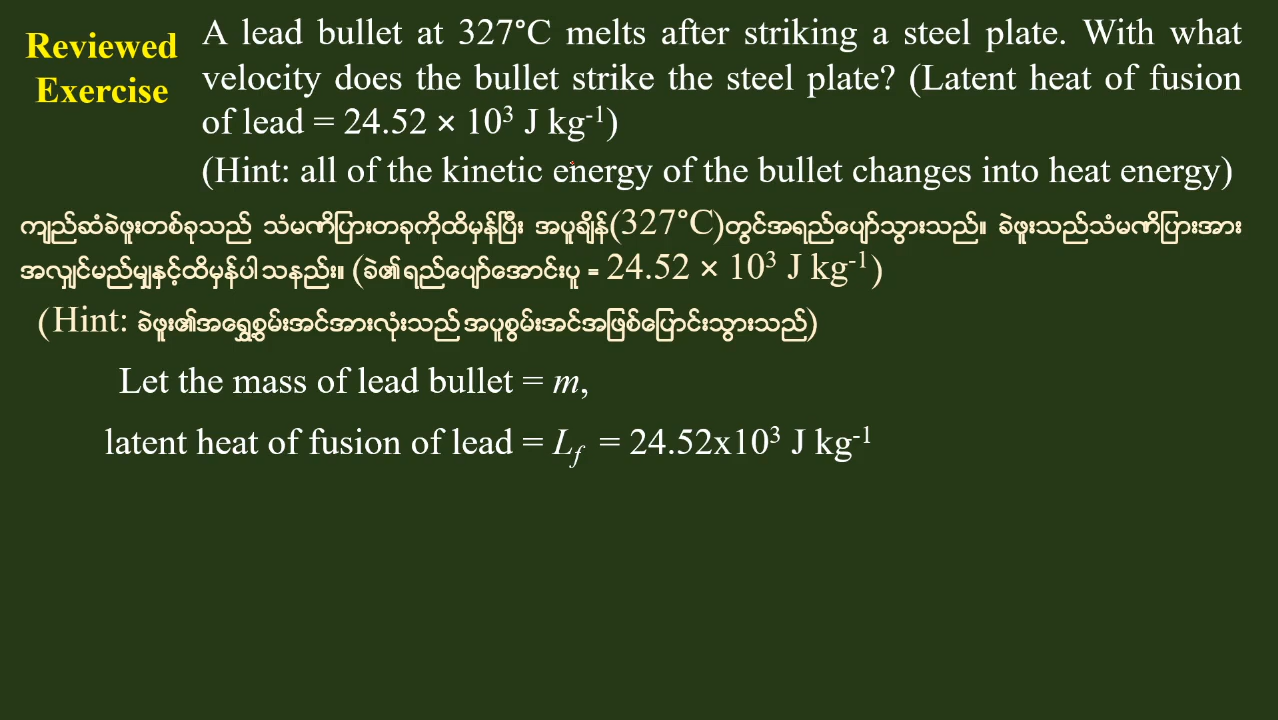 Reviewed
Exercise
A lead bullet at 327°C melts after striking a steel plate. With what
velocity does the bullet strike the steel plate? (Latent heat of fusion
of lead = 24.52 × 10³ J kg⁻¹)
(Hint: all of the kinetic energy of the bullet changes into heat energy)
ကျည်ဆံခဲဖူးတစ်ခုသည် သံမဏိပြားတခုကိုထိမှန်ပြီး အပူချိန်(327°C)တွင်အရည်ပျော်သွားသည်။ ခဲဖူးသည်သံမဏိပြားအား
အလျှင်မည်မျှနှင့်ထိမှန်ပါသနည်း။ (ခဲ၏ရည်ပျော်အောင်းပူ = 24.52 × 10³ J kg⁻¹)
(Hint: ခဲဖူး၏အရွှေ့စွမ်းအင်အားလုံးသည် အပူစွမ်းအင်အဖြစ်ပြောင်းသွားသည်)
Let the mass of lead bullet = m,
latent heat of fusion of lead = L_f = 24.52x10³ J kg⁻¹